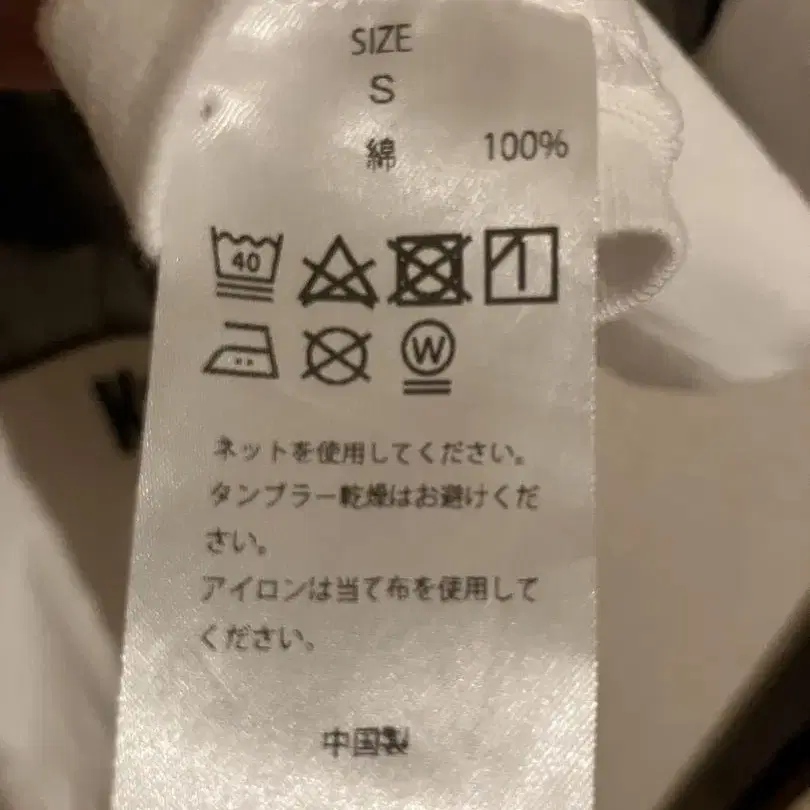 SIZE
S
綿 100%
40
W
ネットを使用してください。
タンブラー乾燥はお避けくだ
さい。
アイロンは当て布を使用して
ください。
中国製